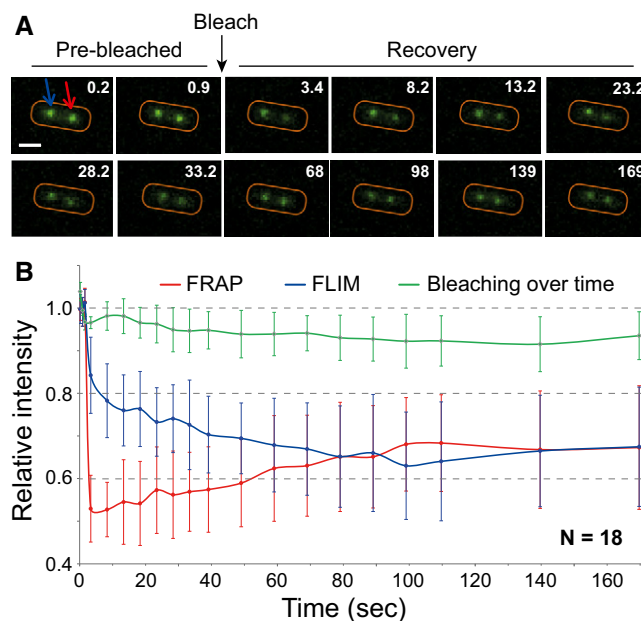 A
Bleach
Pre-bleached
Recovery
0.2
0.9
3.4
8.2
13.2
23.2
28.2
33.2
68
98
139
169
B
FRAP
FLIM
Bleaching over time
1.0
0.8
0.6
0.4
Relative intensity
N = 18
0 20 40 60 80 100 120 140 160
Time (sec)